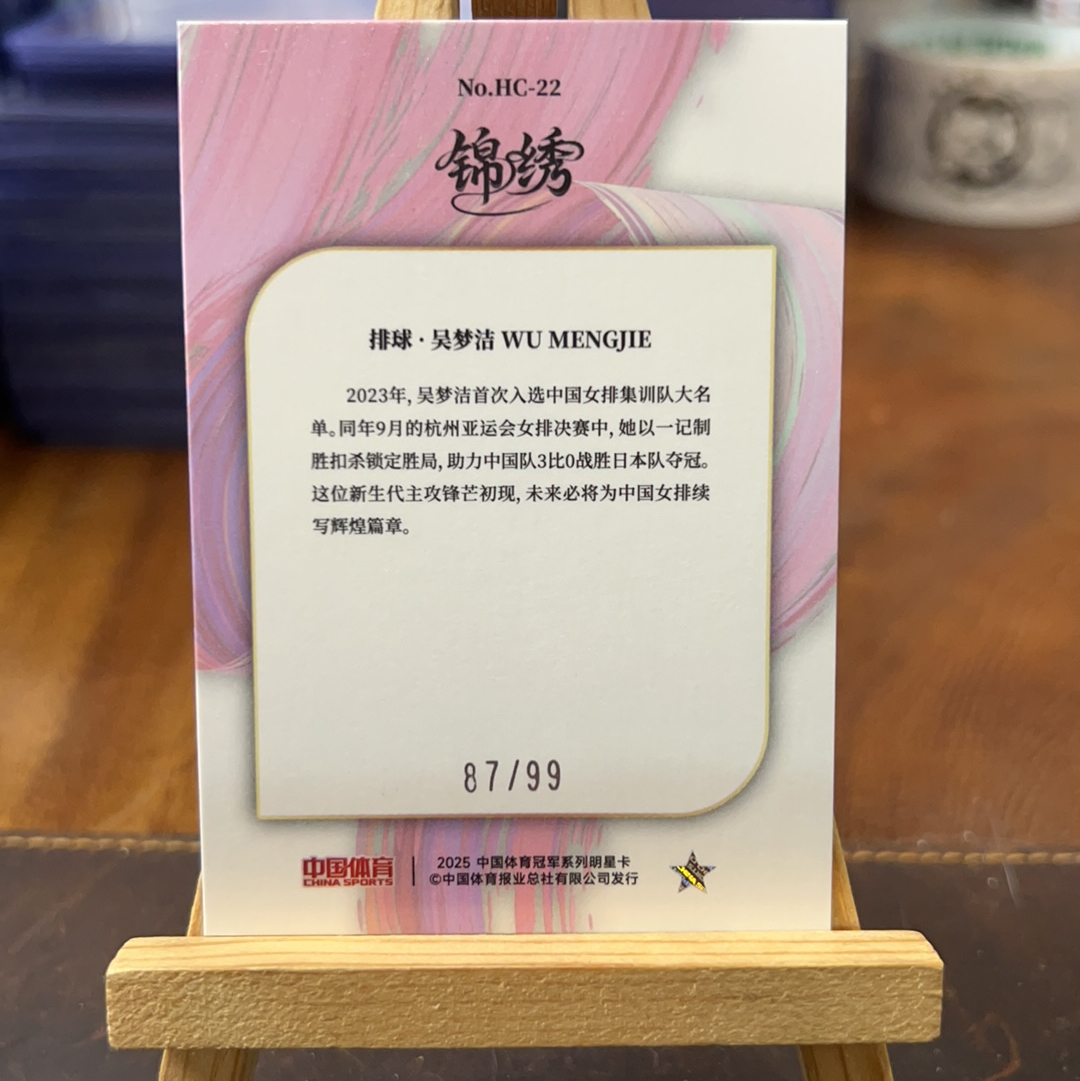 No.HC-22
锦绣
排球·吴梦洁 WU MENGJIE
2023年,吴梦洁首次入选中国女排集训队大名
单。同年9月的杭州亚运会女排决赛中,她以一记制
胜扣杀锁定胜局,助力中国队3比0战胜日本队夺冠。
这位新生代主攻锋芒初现,未来必将为中国女排续
写辉煌篇章。
87/99
中国体育
CHINA SPORTS
2025 中国体育冠军系列明星卡
©中国体育报业总社有限公司发行